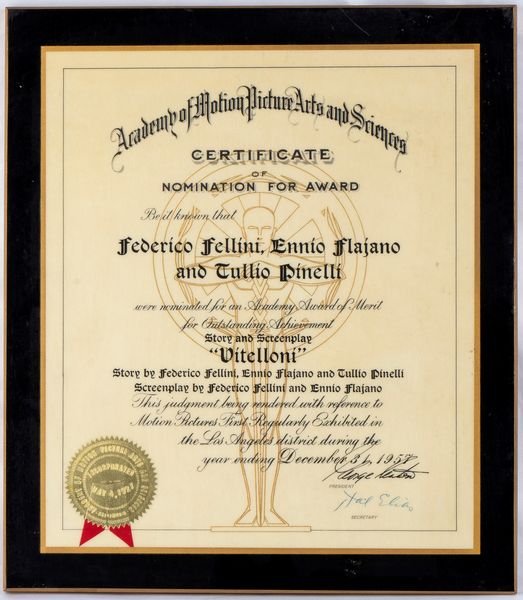 Academy of Motion Picture Arts and Sciences
CERTIFICATE
OF
NOMINATION FOR AWARD
Be it known that
Federico Fellini, Ennio Flajano
and Tullio Pinelli
were nominated for an Academy Award of Merit
for Outstanding Achievement
Story and Screenplay
"Vitelloni"
Story by Federico Fellini, Ennio Flajano and Tullio Pinelli
Screenplay by Federico Fellini and Ennio Flajano
This judgment being rendered with reference to
Motion Pictures First Regularly Exhibited in
the Los Angeles district during the
year ending December 31, 1957
George Seaton
PRESIDENT
SECRETARY
INCORPORATED